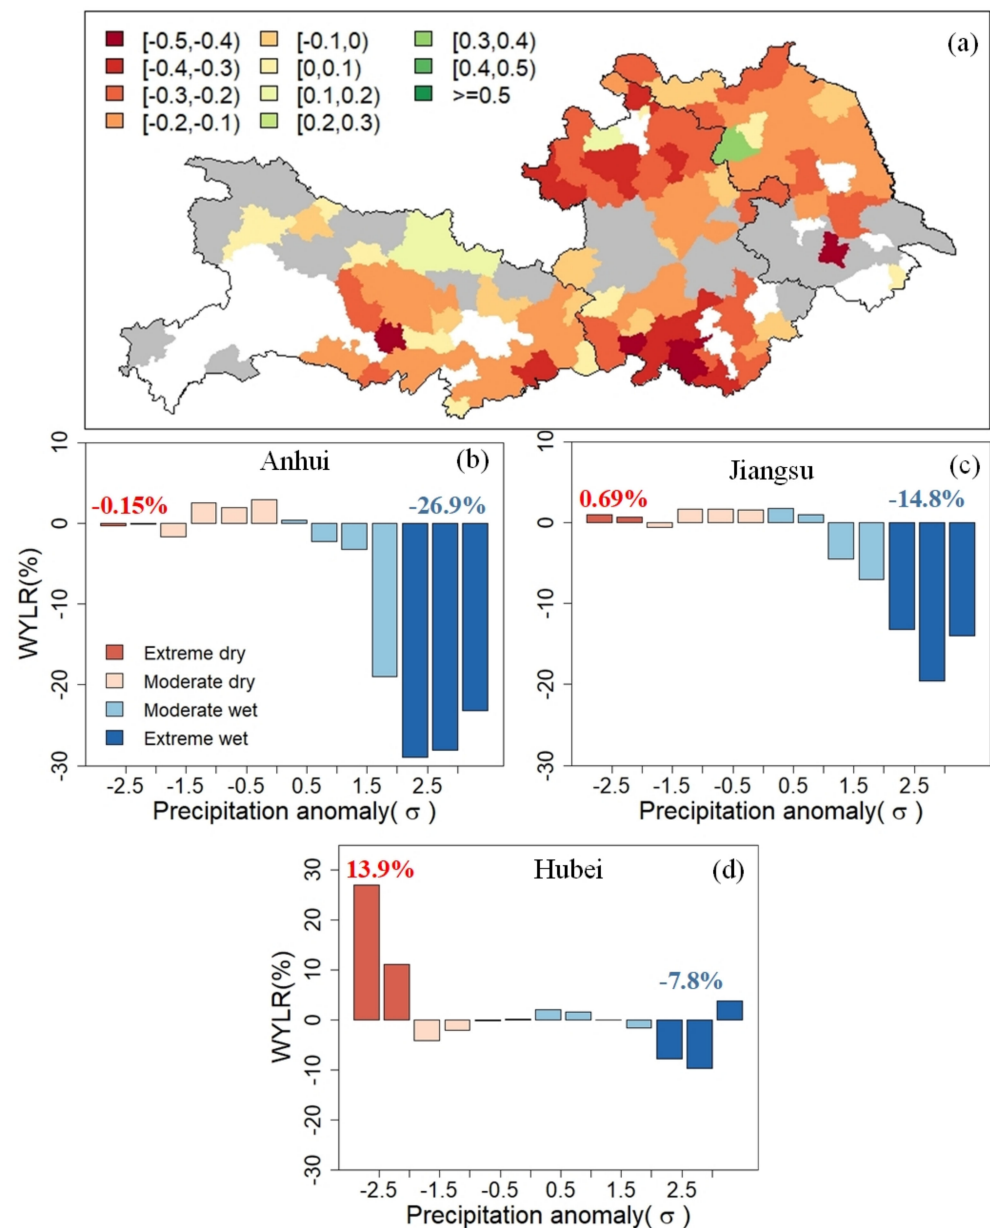 [-0.5,-0.4) [-0.1,0) [0.3,0.4) (a)
[-0.4,-0.3) [0,0.1) [0.4,0.5)
[-0.3,-0.2) [0.1,0.2) >=0.5
[-0.2,-0.1) [0.2,0.3)
Anhui (b)
-0.15% -26.9%
10
0
-10
-20
-30
WYLR(%)
Extreme dry
Moderate dry
Moderate wet
Extreme wet
-2.5 -1.5 -0.5 0.5 1.5 2.5
Precipitation anomaly( σ )
Jiangsu (c)
0.69% -14.8%
10
0
-10
-20
-30
-2.5 -1.5 -0.5 0.5 1.5 2.5
Precipitation anomaly( σ )
Hubei (d)
13.9%
-7.8%
30
20
10
0
-10
-20
-30
WYLR(%)
-2.5 -1.5 -0.5 0.5 2.5
Precipitation anomaly( σ )